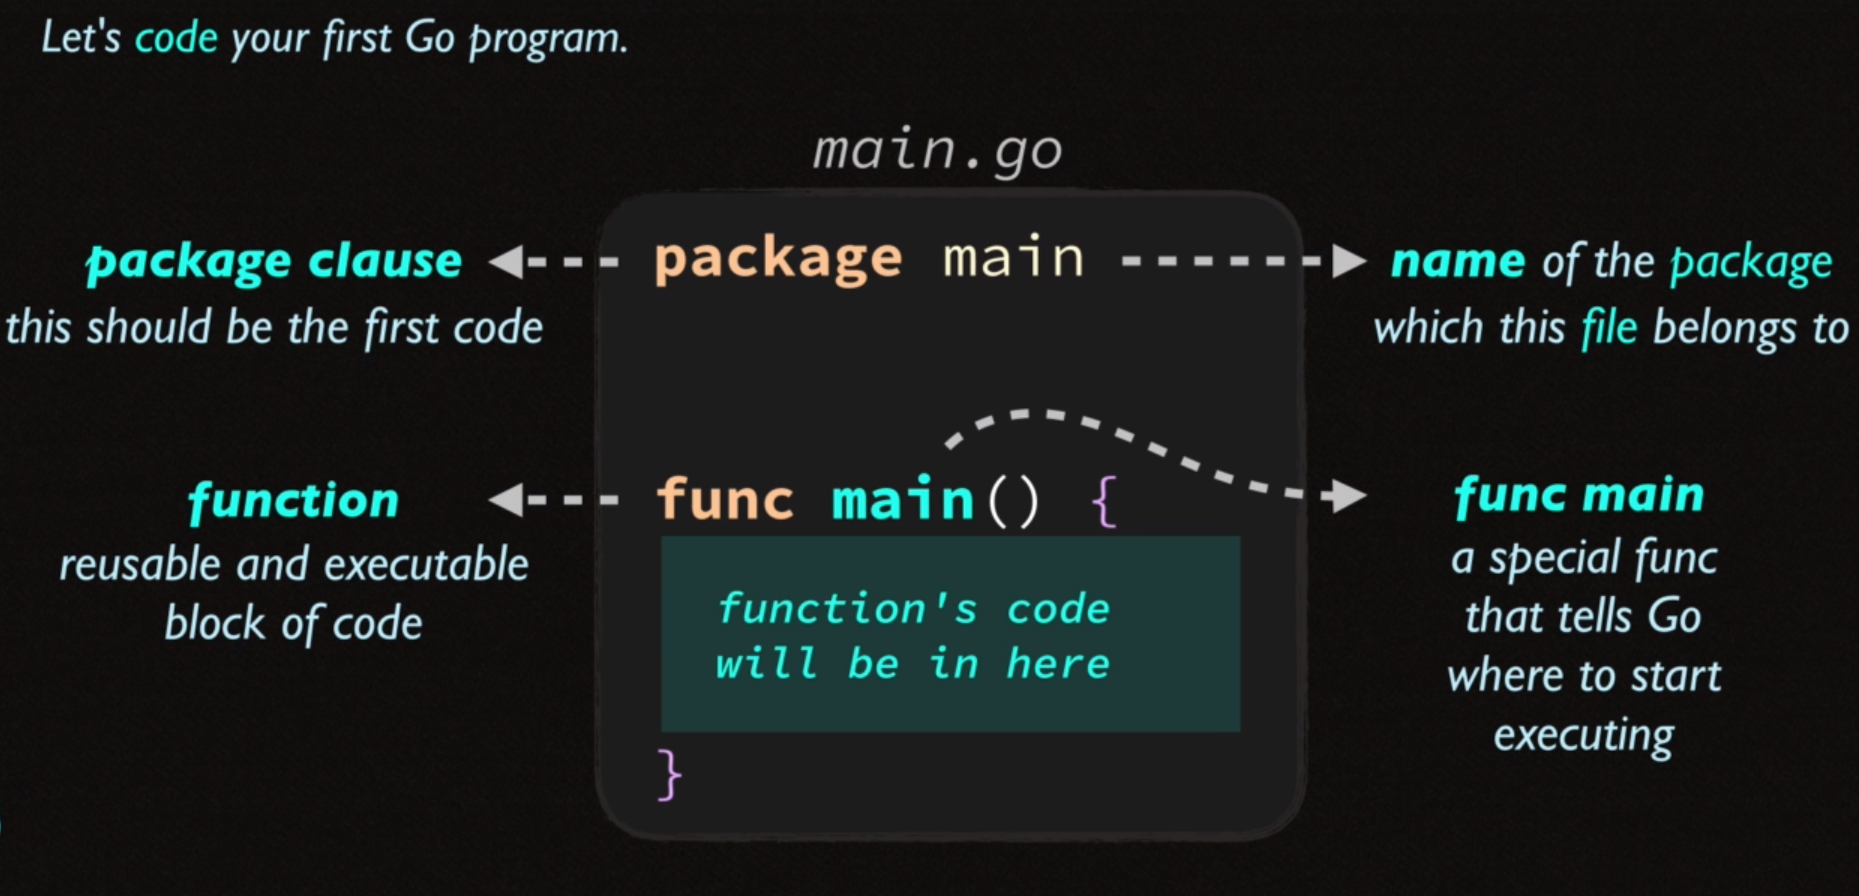 Let's code your first Go program.
main.go
package clause
this should be the first code
package main
name of the package
which this file belongs to
function
reusable and executable
block of code
func main() {
function's code
will be in here
}
func main
a special func
that tells Go
where to start
executing